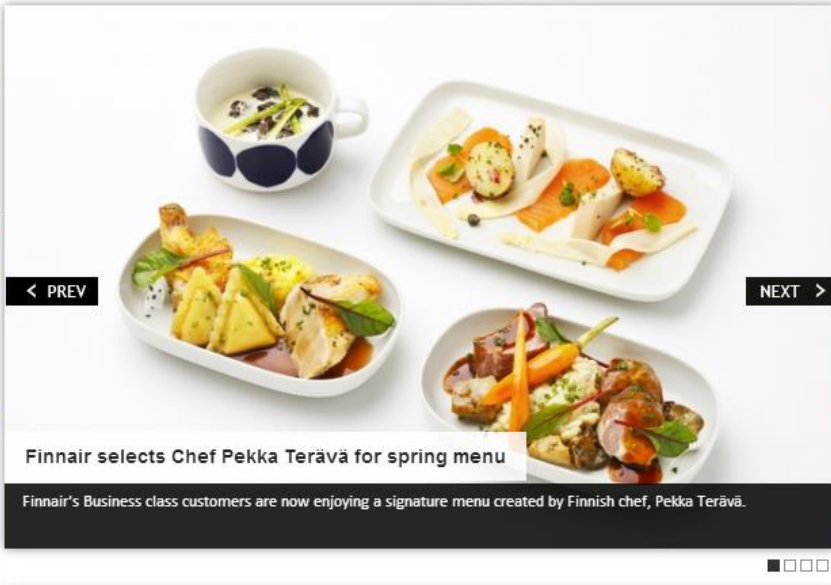 < PREV
NEXT >
Finnair selects Chef Pekka Terävä for spring menu
Finnair's Business class customers are now enjoying a signature menu created by Finnish chef, Pekka Terävä.